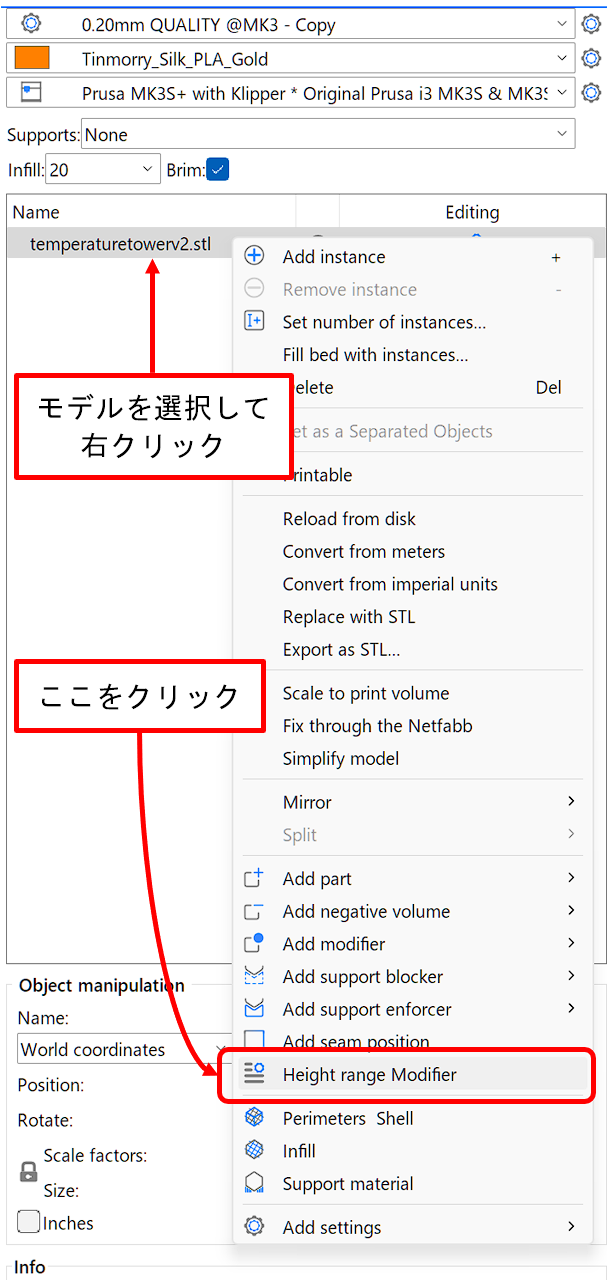 0.20mm QUALITY @MK3 - Copy
Tinmorry_Silk_PLA_Gold
Prusa MK3S+ with Klipper * Original Prusa i3 MK3S & MK3S
Supports: None
Infill: 20 Brim:
Name Editing
temperaturetowerv2.stl
Add instance +
Remove instance -
Set number of instances...
Fill bed with instances...
elete Del
モデルを選択して
右クリック
et as a Separated Objects
rintable
Reload from disk
Convert from meters
Convert from imperial units
Replace with STL
Export as STL...
ここをクリック
Scale to print volume
Fix through the Netfabb
Simplify model
Mirror
Split
Add part
Add negative volume
Add modifier
Add support blocker
Add support enforcer
Add seam position
Height range Modifier
Perimeters Shell
Infill
Support material
Add settings
Object manipulation
Name:
World coordinates
Position:
Rotate:
Scale factors:
Size:
Inches
Info